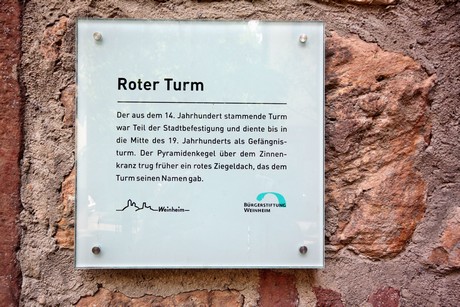 Roter Turm
Der aus dem 14. Jahrhundert stammende Turm
war Teil der Stadtbefestigung und diente bis in
die Mitte des 19. Jahrhunderts als Gefängnis-
turm. Der Pyramidenkegel über dem Zinnen-
kranz trug früher ein rotes Ziegeldach, das dem
Turm seinen Namen gab.
Weinheim
BÜRGERSTIFTUNG
WEINHEIM